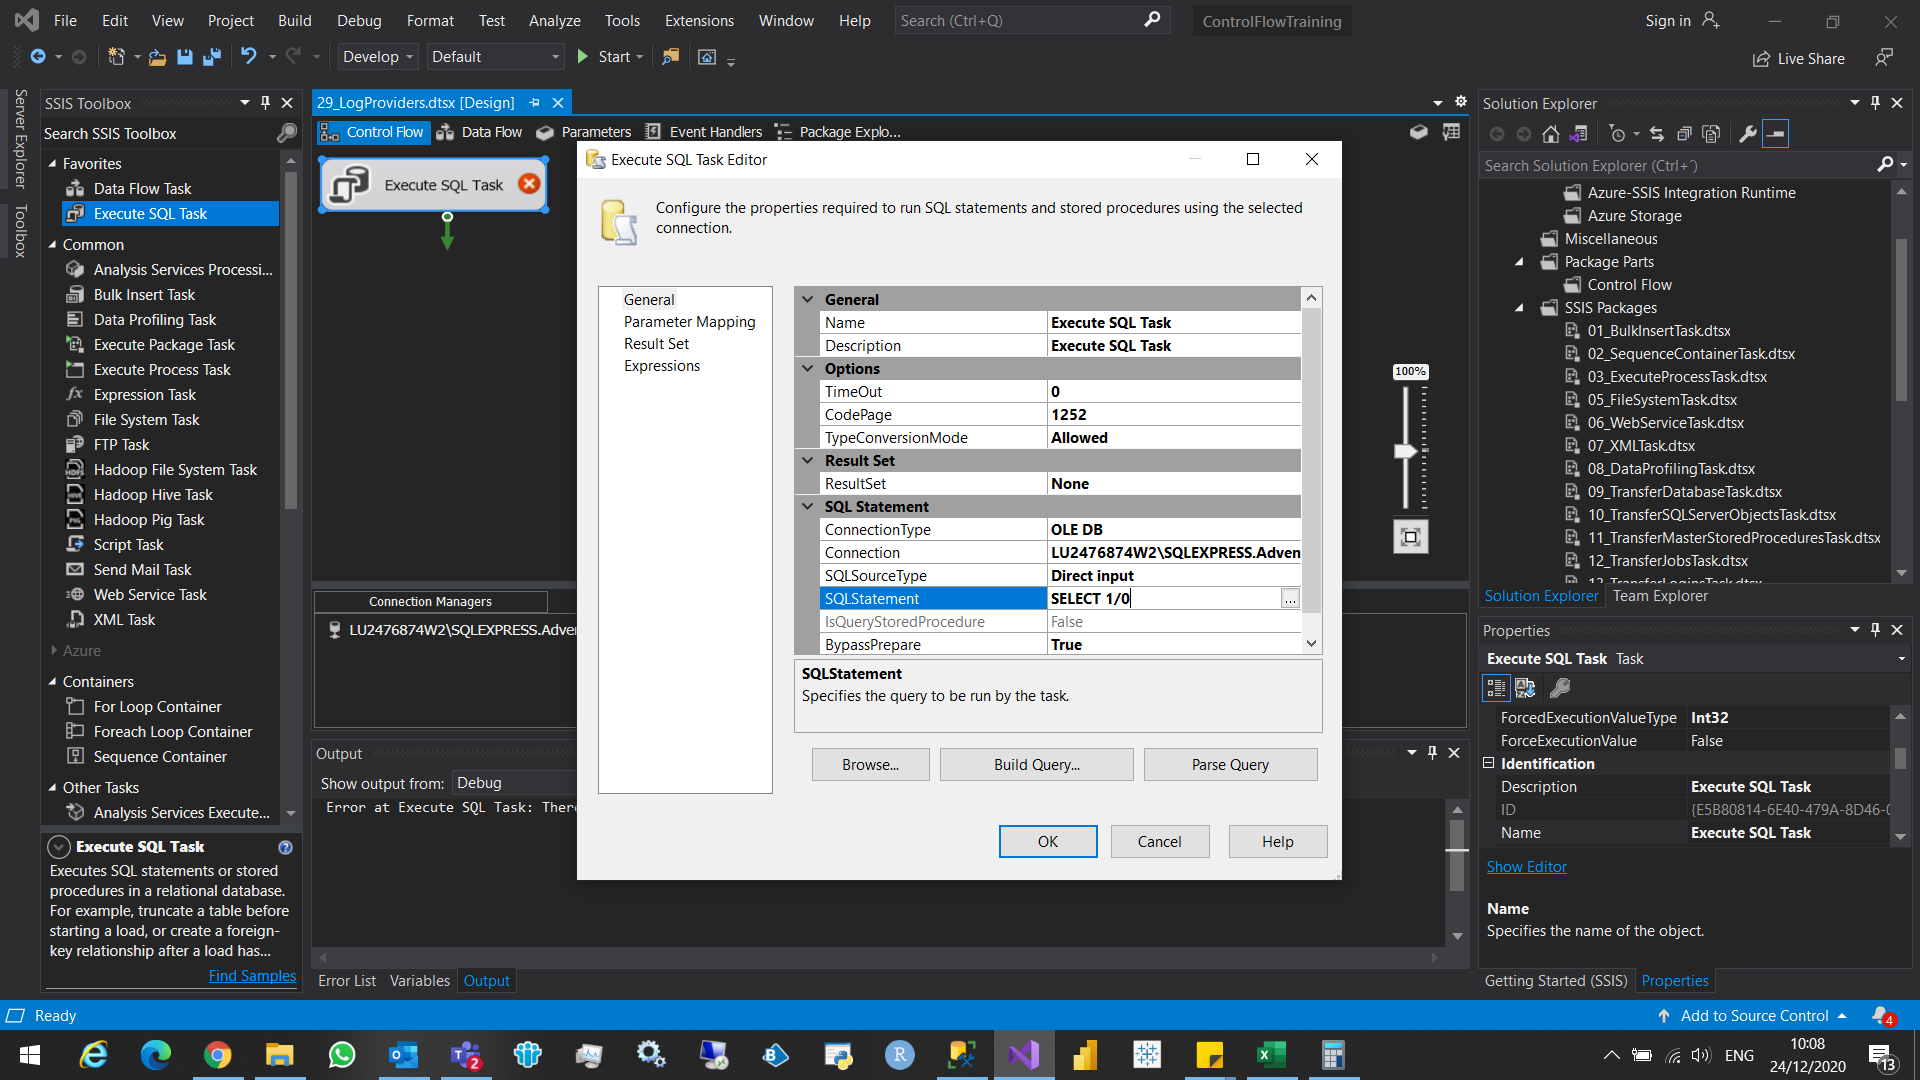 File Edit View Project Build Debug Format Test Analyze Tools Extensions Window Help Search (Ctrl+Q) ControlFlowTraining Sign in
Develop Default Start Live Share
Server Explorer
Toolbox
SSIS Toolbox
Search SSIS Toolbox
Favorites
Data Flow Task
Execute SQL Task
Common
Analysis Services Processi...
Bulk Insert Task
Data Profiling Task
Execute Package Task
Execute Process Task
Expression Task
File System Task
FTP Task
Hadoop File System Task
Hadoop Hive Task
Hadoop Pig Task
Script Task
Send Mail Task
Web Service Task
XML Task
Azure
Containers
For Loop Container
Foreach Loop Container
Sequence Container
Other Tasks
Analysis Services Execute...
Execute SQL Task
Executes SQL statements or stored
procedures in a relational database.
For example, truncate a table before
starting a load, or create a foreign-
key relationship after a load has...
Find Samples
29_LogProviders.dtsx [Design]
Control Flow Data Flow Parameters Event Handlers Package Explo...
Execute SQL Task
100%
Connection Managers
LU2476874W2\SQLEXPRESS.Adven
Output
Show output from: Debug
Error at Execute SQL Task: There
Error List Variables Output
Execute SQL Task Editor
Configure the properties required to run SQL statements and stored procedures using the selected
connection.
General
Parameter Mapping
Result Set
Expressions
General
Name Execute SQL Task
Description Execute SQL Task
Options
TimeOut 0
CodePage 1252
TypeConversionMode Allowed
Result Set
ResultSet None
SQL Statement
ConnectionType OLE DB
Connection LU2476874W2\SQLEXPRESS.Adven
SQLSourceType Direct input
SQLStatement SELECT 1/0 ...
IsQueryStoredProcedure False
BypassPrepare True
SQLStatement
Specifies the query to be run by the task.
Browse... Build Query... Parse Query
OK Cancel Help
Solution Explorer
Search Solution Explorer (Ctrl+¨)
Azure-SSIS Integration Runtime
Azure Storage
Miscellaneous
Package Parts
Control Flow
SSIS Packages
01_BulkInsertTask.dtsx
02_SequenceContainerTask.dtsx
03_ExecuteProcessTask.dtsx
05_FileSystemTask.dtsx
06_WebServiceTask.dtsx
07_XMLTask.dtsx
08_DataProfilingTask.dtsx
09_TransferDatabaseTask.dtsx
10_TransferSQLServerObjectsTask.dtsx
11_TransferMasterStoredProceduresTask.dtsx
12_TransferJobsTask.dtsx
Solution Explorer Team Explorer
Properties
Execute SQL Task Task
ForcedExecutionValueType Int32
ForceExecutionValue False
Identification
Description Execute SQL Task
ID {E5B80814-6E40-479A-8D46-0
Name Execute SQL Task
Show Editor
Name
Specifies the name of the object.
Getting Started (SSIS) Properties
Ready Add to Source Control 4
2
ENG
10:08
24/12/2020
13